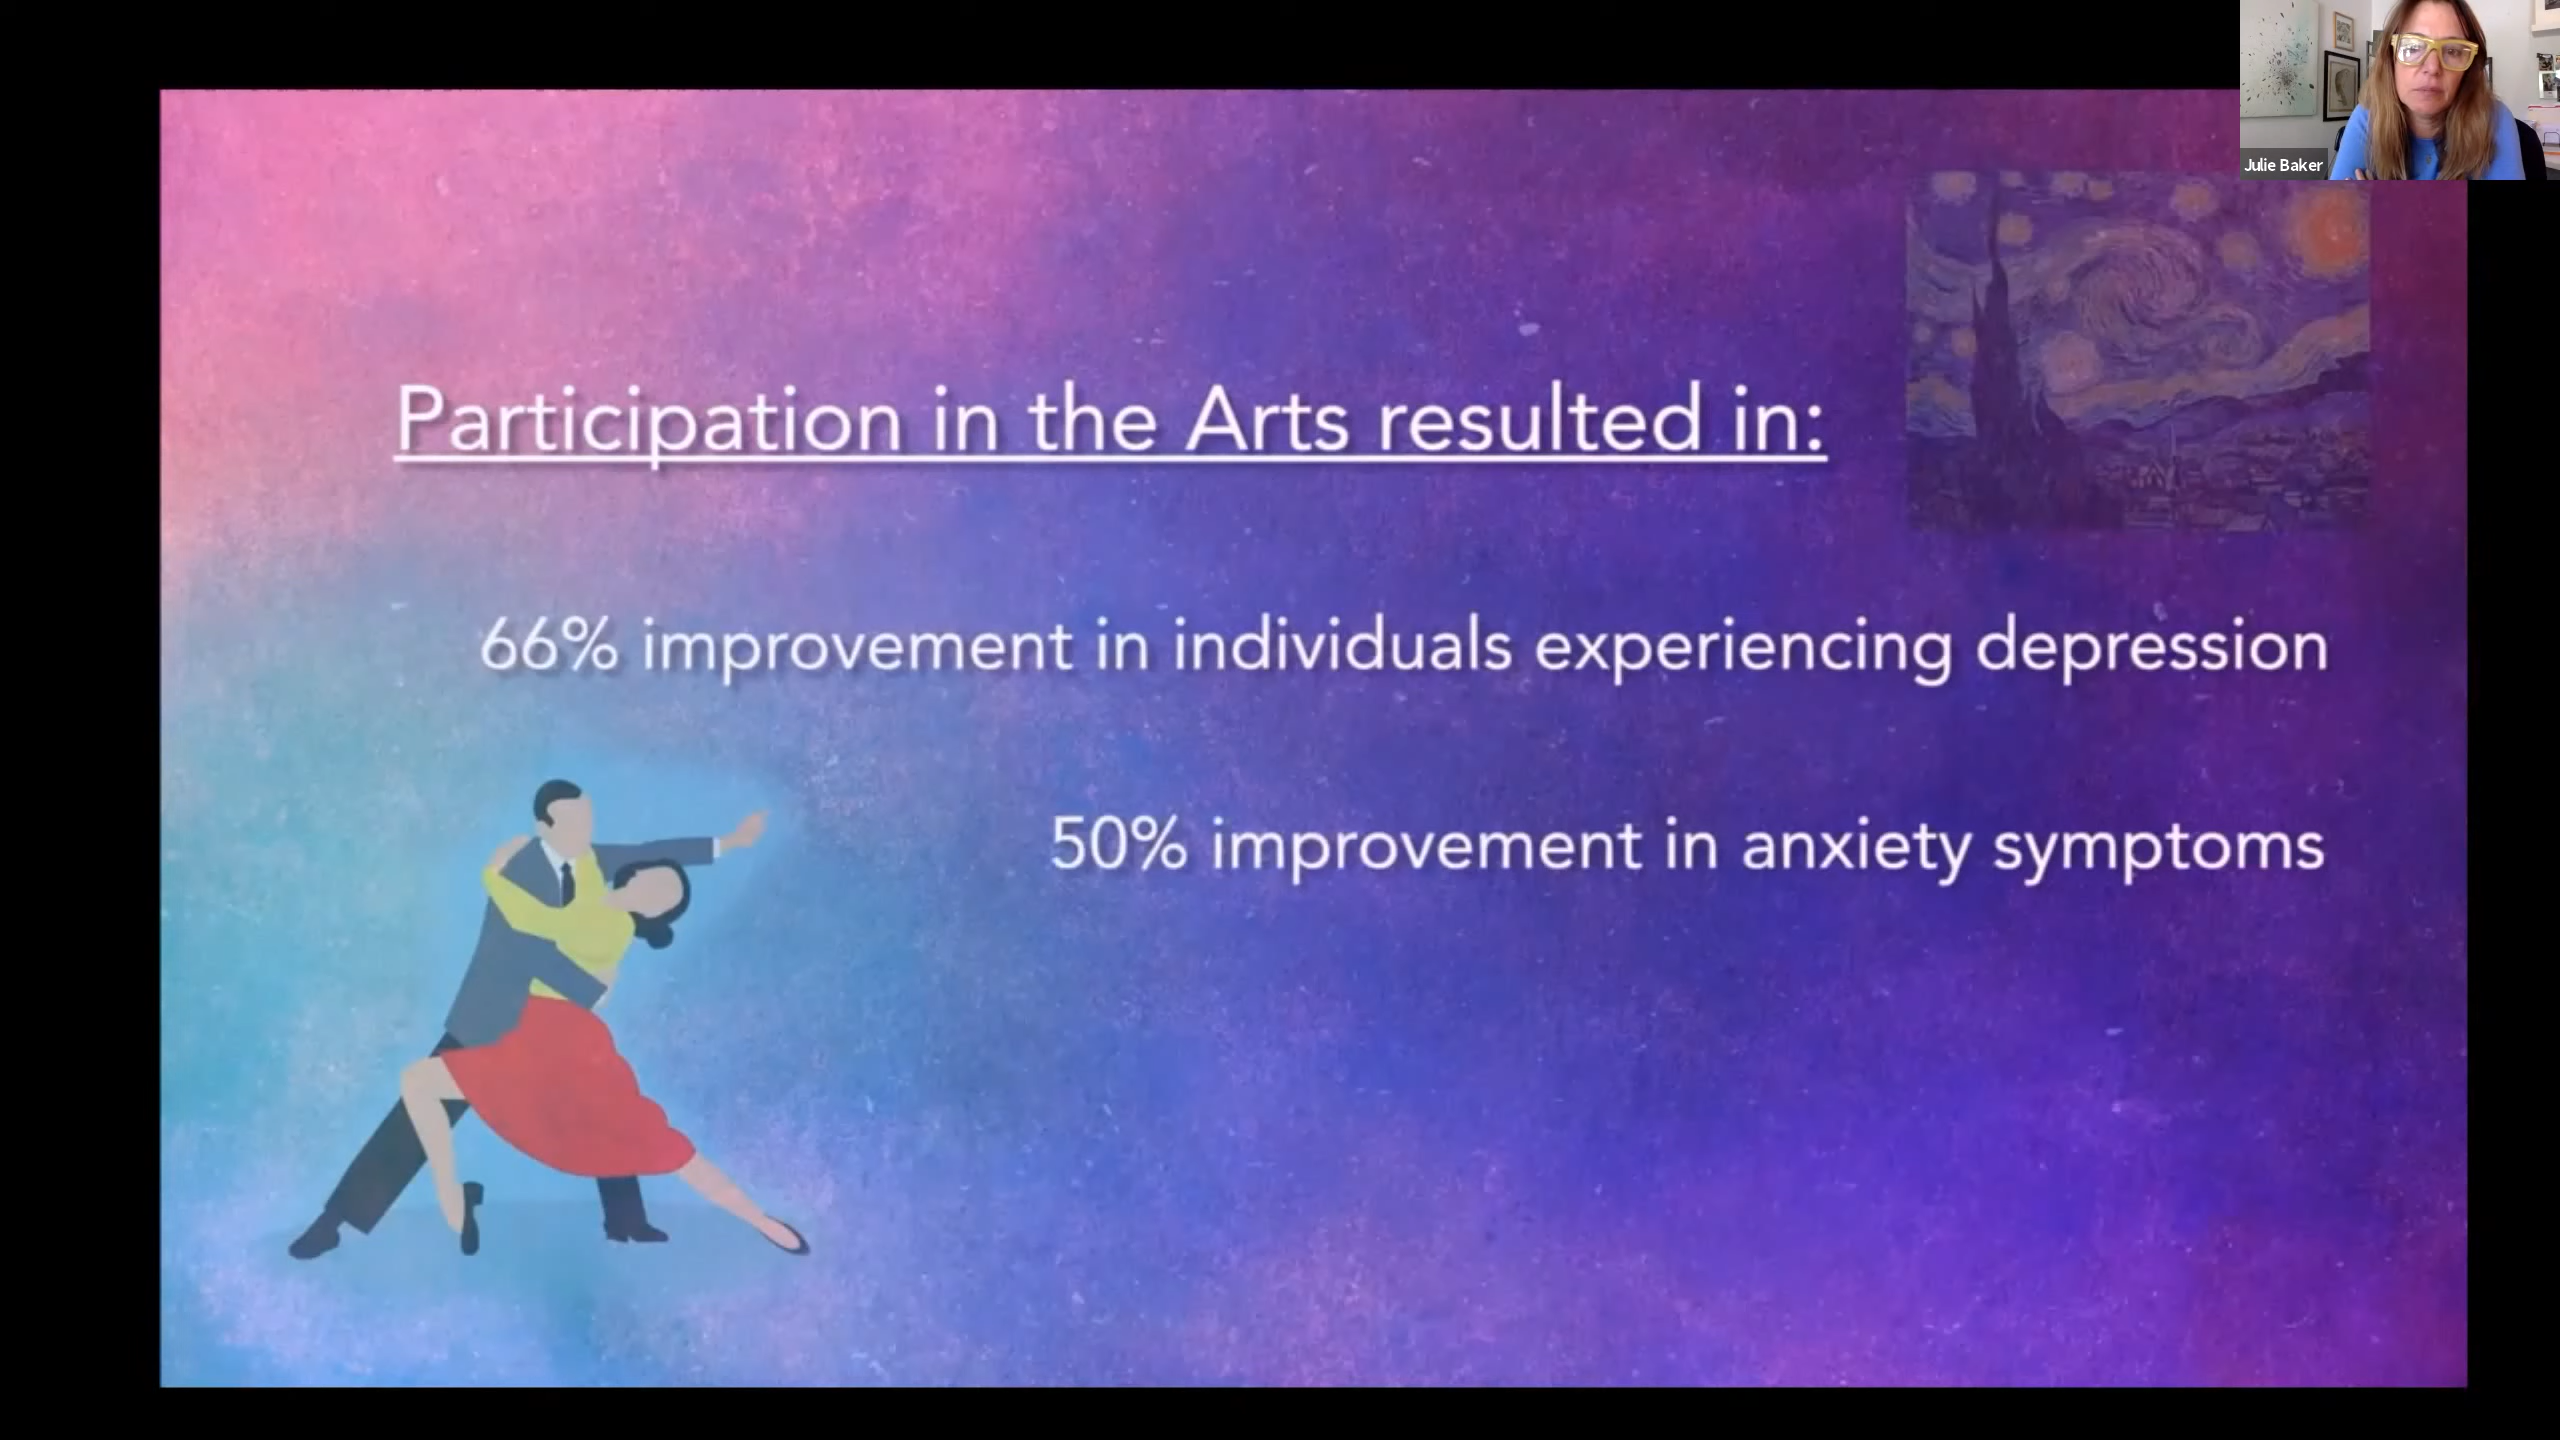 Julie Baker
Participation in the Arts resulted in:
66% improvement in individuals experiencing depression
50% improvement in anxiety symptoms